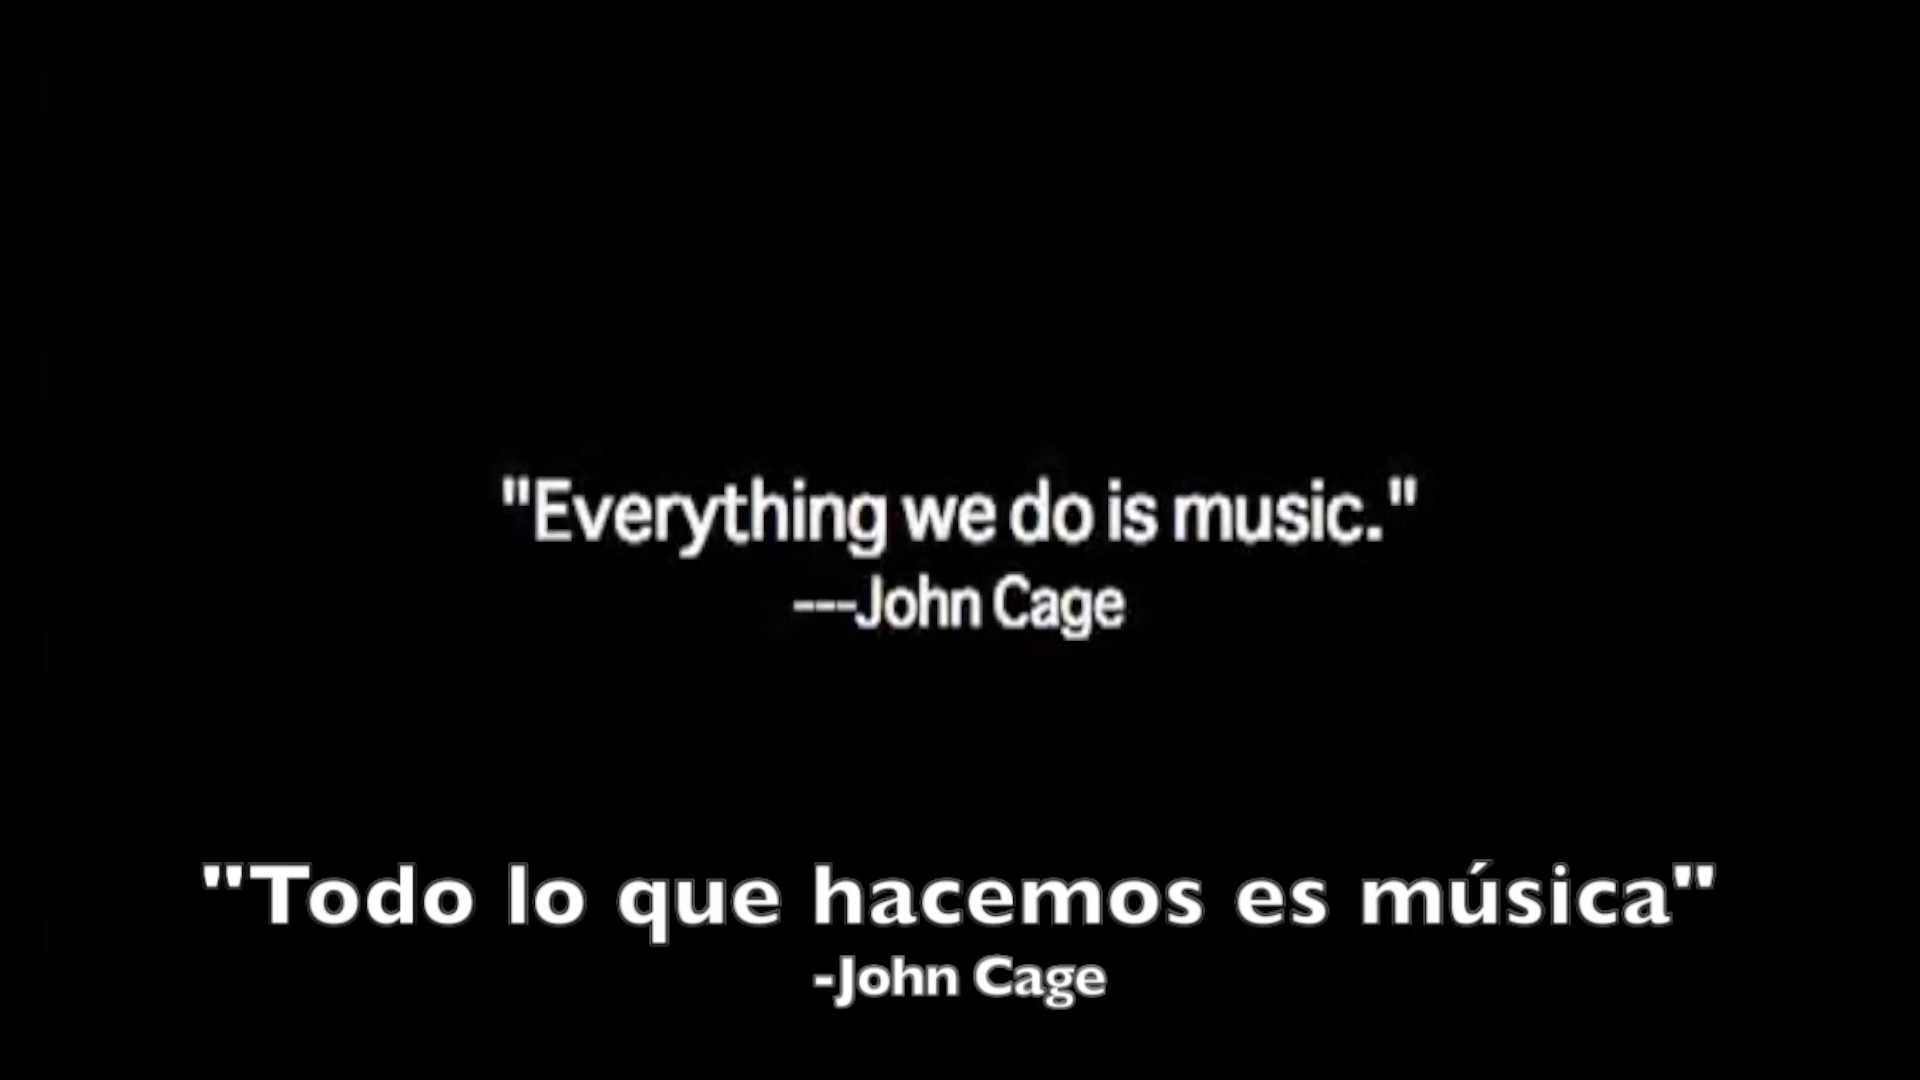 "Everything we do is music."
---John Cage
"Todo lo que hacemos es música"
-John Cage